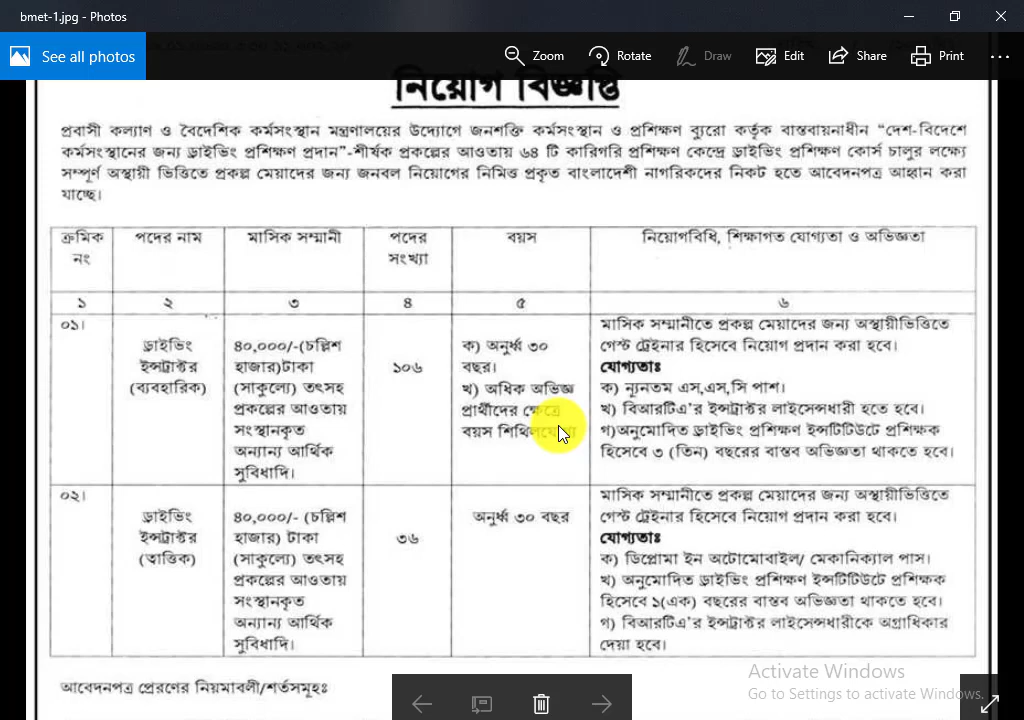 bmet-1.jpg - Photos
See all photos
Zoom
Rotate
Draw
Edit
Share
Print
নিয়োগ বিজ্ঞপ্তি
প্রবাসী কল্যাণ ও বৈদেশিক কর্মসংস্থান মন্ত্রণালয়ের উদ্যোগে জনশক্তি কর্মসংস্থান ও প্রশিক্ষণ ব্যুরো কর্তৃক বাস্তবায়নাধীন “দেশ-বিদেশে
কর্মসংস্থানের জন্য ড্রাইভিং প্রশিক্ষণ প্রদান”-শীর্ষক প্রকল্পের আওতায় ৬৪ টি কারিগরি প্রশিক্ষণ কেন্দ্রে ড্রাইভিং প্রশিক্ষণ কোর্স চালুর লক্ষ্যে
সম্পূর্ণ অস্থায়ী ভিত্তিতে প্রকল্প মেয়াদের জন্য জনবল নিয়োগের নিমিত্ত প্রকৃত বাংলাদেশী নাগরিকদের নিকট হতে আবেদনপত্র আহ্বান করা
যাচ্ছে।
ক্রমিক
নং
পদের নাম
মাসিক সম্মানী
পদের
সংখ্যা
বয়স
নিয়োগবিধি, শিক্ষাগত যোগ্যতা ও অভিজ্ঞতা
১
২
৩
৪
৫
৬
০১।
ড্রাইভিং
ইন্সট্রাক্টর
(ব্যবহারিক)
৪০,০০০/-(চল্লিশ
হাজার)টাকা
(সাকুল্যে) তৎসহ
প্রকল্পের আওতায়
সংস্থানকৃত
অন্যান্য আর্থিক
সুবিধাদি।
১০৬
ক) অনুর্ধ্ব ৩০
বছর।
খ) অধিক অভিজ্ঞ
প্রার্থীদের ক্ষেত্রে
বয়স শিথিলযোগ্য
মাসিক সম্মানীতে প্রকল্প মেয়াদের জন্য অস্থায়ীভিত্তিতে
গেস্ট ট্রেইনার হিসেবে নিয়োগ প্রদান করা হবে।
যোগ্যতাঃ
ক) ন্যূনতম এস,এস,সি পাশ।
খ) বিআরটিএ'র ইন্সট্রাক্টর লাইসেন্সধারী হতে হবে।
গ)অনুমোদিত ড্রাইভিং প্রশিক্ষণ ইন্সটিটিউটে প্রশিক্ষক
হিসেবে ৩ (তিন) বছরের বাস্তব অভিজ্ঞতা থাকতে হবে।
০২।
ড্রাইভিং
ইন্সট্রাক্টর
(ত্বাত্তিক)
৪০,০০০/- (চল্লিশ
হাজার) টাকা
(সাকুল্যে) তৎসহ
প্রকল্পের আওতায়
সংস্থানকৃত
অন্যান্য আর্থিক
সুবিধাদি।
৩৬
অনুর্ধ্ব ৩০ বছর
মাসিক সম্মানীতে প্রকল্প মেয়াদের জন্য অস্থায়ীভিত্তিতে
গেস্ট ট্রেইনার হিসেবে নিয়োগ প্রদান করা হবে।
যোগ্যতাঃ
ক) ডিপ্লোমা ইন অটোমোবাইল/ মেকানিক্যাল পাস।
খ) অনুমোদিত ড্রাইভিং প্রশিক্ষণ ইন্সটিটিউটে প্রশিক্ষক
হিসেবে ১(এক) বছরের বাস্তব অভিজ্ঞতা থাকতে হবে।
গ) বিআরটিএ'র ইন্সট্রাক্টর লাইসেন্সধারীকে অগ্রাধিকার
দেয়া হবে।
আবেদনপত্র প্রেরণের নিয়মাবলী/শর্তসমূহঃ
Activate Windows
Go to Settings to activate Windows.